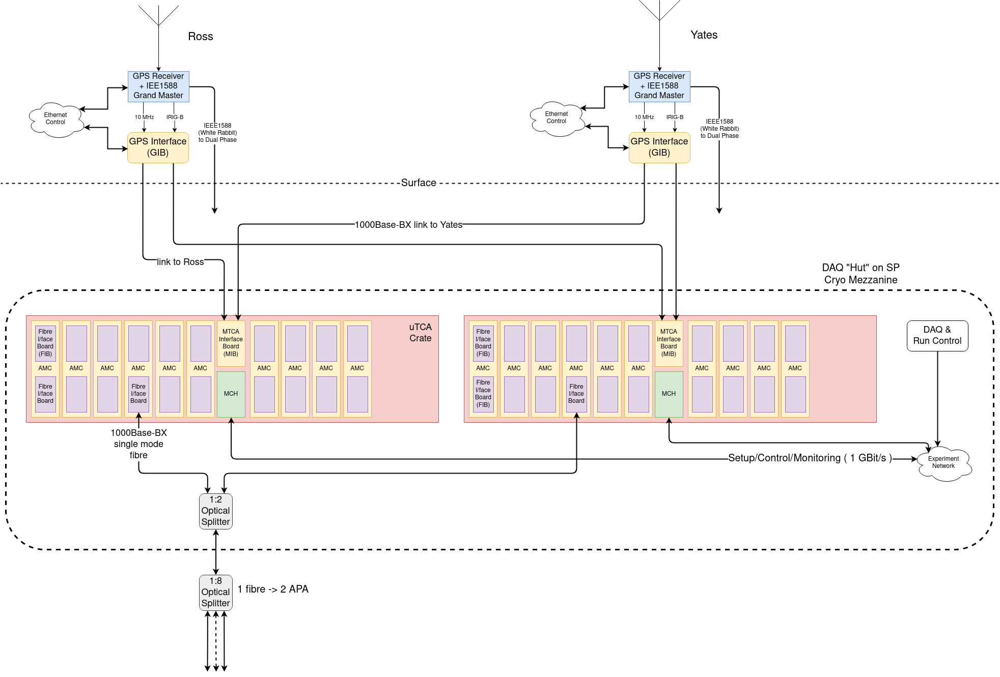 Ross
Yates
GPS Receiver
+ IEE1588
Grand Master
GPS Receiver
+ IEE1588
Grand Master
Ethernet
Control
10 MHz
IRIG-B
IEEE1588
(White Rabbit)
to Dual Phase
Ethernet
Control
10 MHz
IRIG-B
IEEE1588
(White Rabbit)
to Dual Phase
GPS Interface
(GIB)
GPS Interface
(GIB)
Surface
1000Base-BX link to Yates
link to Ross
DAQ "Hut" on SP
Cryo Mezzanine
uTCA
Crate
Fibre
I/face
Board
(FIB)
MTCA
Interface
Board
(MIB)
AMC
AMC
AMC
AMC
AMC
AMC
AMC
AMC
AMC
AMC
Fibre
I/face
Board
Fibre
I/face
Board
MCH
Fibre
I/face
Board
(FIB)
MTCA
Interface
Board
(MIB)
AMC
AMC
AMC
AMC
AMC
AMC
AMC
AMC
AMC
AMC
Fibre
I/face
Board
(FIB)
Fibre
I/face
Board
MCH
DAQ &
Run Control
1000Base-BX
single mode
fibre
Setup/Control/Monitoring ( 1 GBit/s )
Experiment
Network
1:2
Optical
Splitter
1:8
Optical
Splitter
1 fibre -> 2 APA